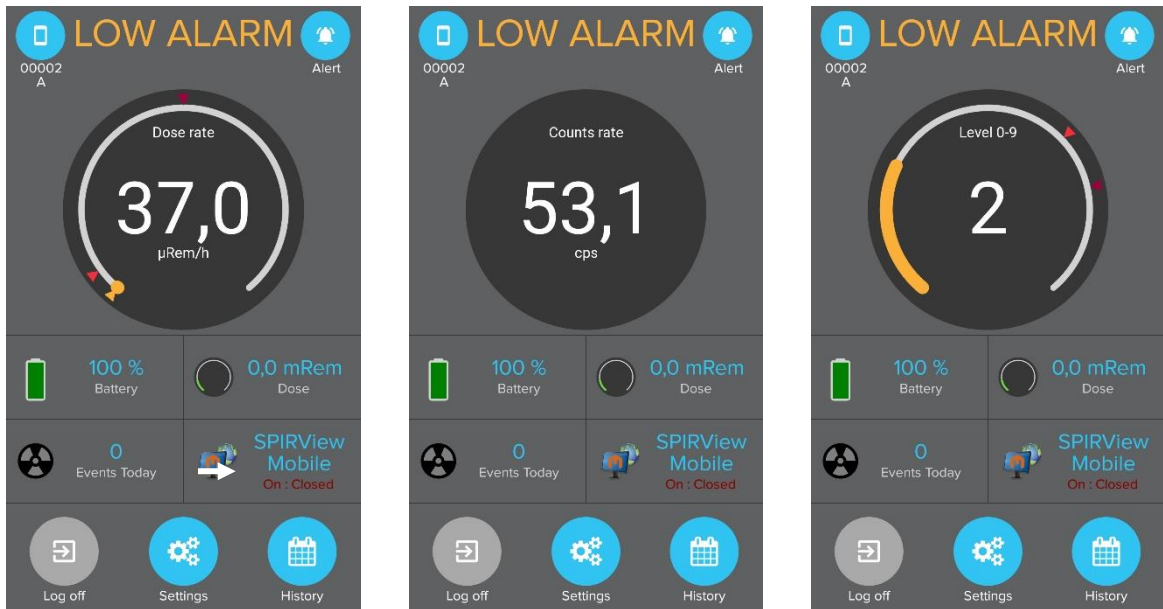 LOW ALARM
00002
A
Alert
Dose rate
37,0
µRem/h
100 %
Battery
0,0 mRem
Dose
0
Events Today
SPIRView
Mobile
On : Closed
Log off
Settings
History
LOW ALARM
00002
A
Alert
Counts rate
53,1
cps
100 %
Battery
0,0 mRem
Dose
0
Events Today
SPIRView
Mobile
On : Closed
Log off
Settings
History
LOW ALARM
00002
A
Alert
Level 0-9
2
100 %
Battery
0,0 mRem
Dose
0
Events Today
SPIRView
Mobile
On : Closed
Log off
Settings
History